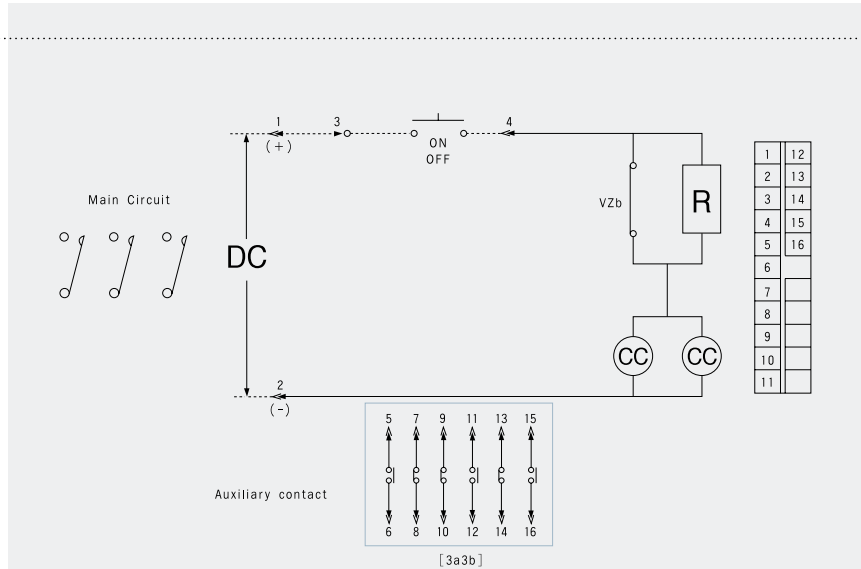 1 3 4
(+)
ON
OFF
Main Circuit
VZb
R
DC
CC CC
2
(-)
1 12
2 13
3 14
4 15
5 16
6
7
8
9
10
11
5 7 9 11 13 15
Auxiliary contact
6 8 10 12 14 16
[3a3b]